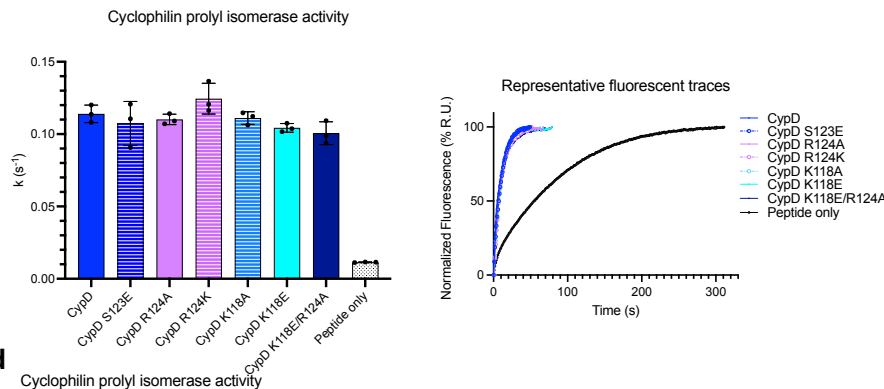 Cyclophilin prolyl isomerase activity
k (s⁻¹)
0.15
0.10
0.05
0.00
CypD
CypD S123E
CypD R124A
CypD R124K
CypD K118A
CypD K118E
CypD K118E/R124A
Peptide only
Representative fluorescent traces
Normalized Fluorescence (% R.U.)
100
50
0
0
100
200
300
Time (s)
CypD
CypD S123E
CypD R124A
CypD R124K
CypD K118A
CypD K118E
CypD K118E/R124A
Peptide only
d
Cyclophilin prolyl isomerase activity